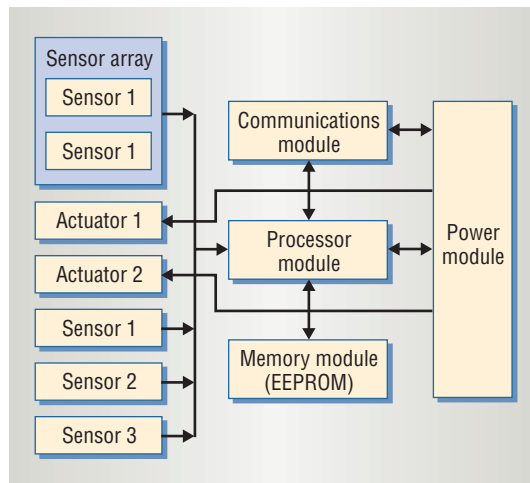 Sensor array
Sensor 1
Sensor 1
Actuator 1
Actuator 2
Sensor 1
Sensor 2
Sensor 3
Communications
module
Processor
module
Memory module
(EEPROM)
Power
module